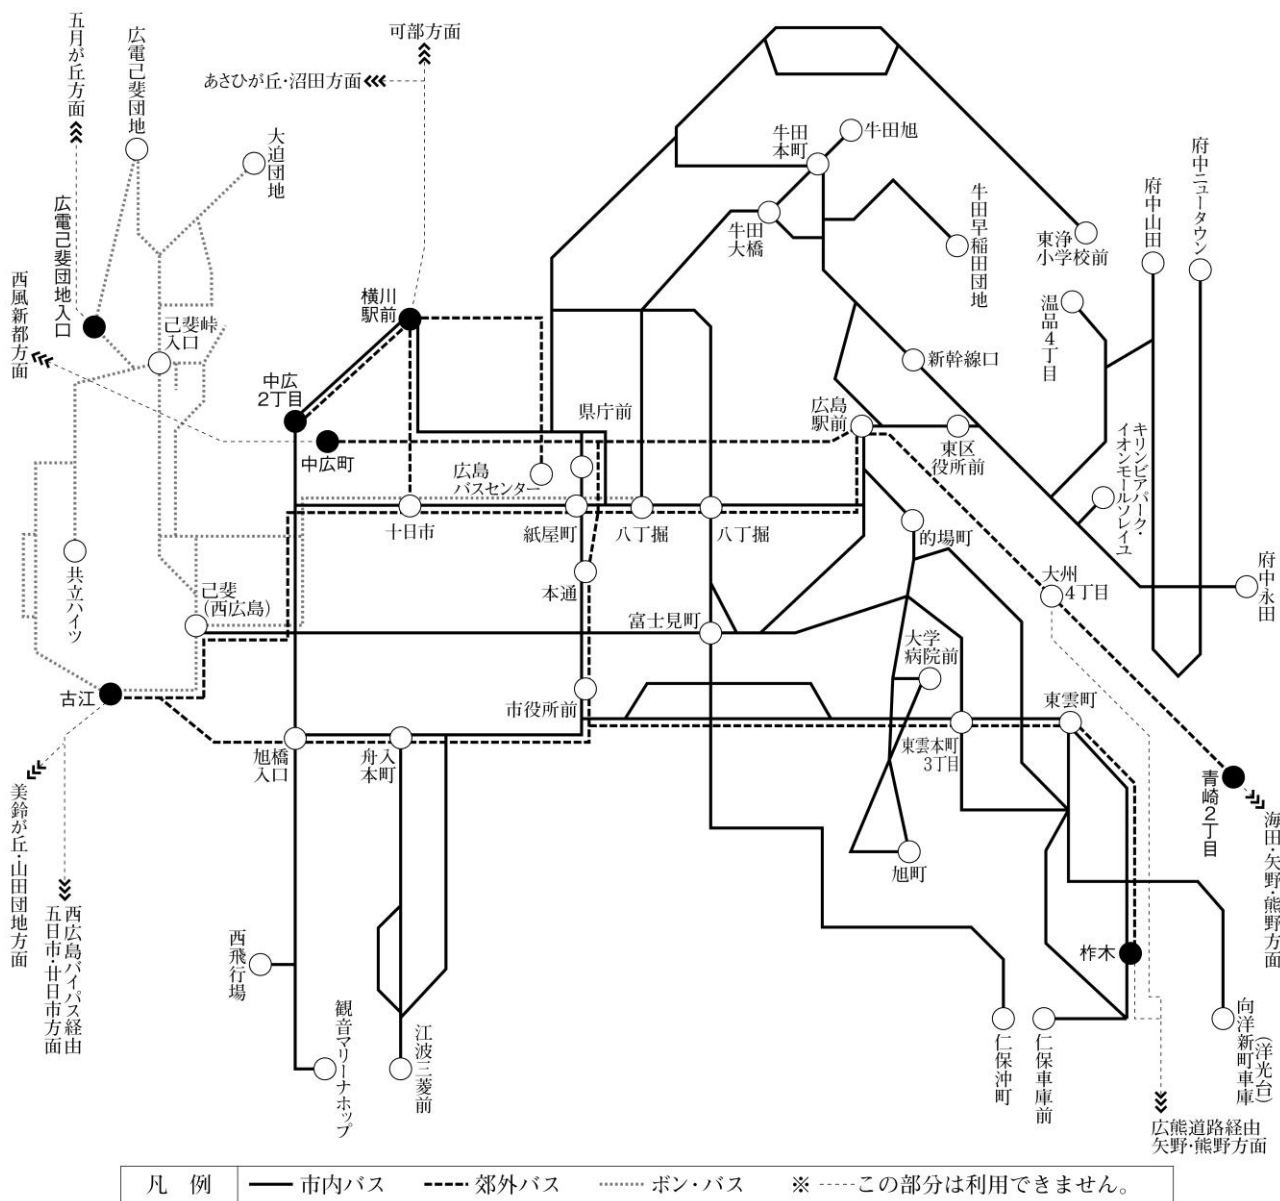 五月が丘方面
広電己斐団地
可部方面
あさひが丘・沼田方面
大迫団地
牛田
本町
牛田旭
府中ニュータウン
府中山田
広電己斐団地入口
牛田
大橋
牛田早稲田団地
東浄
小学校前
西風新都方面
横川
駅前
己斐峠
入口
温品4丁目
新幹線口
中広
2丁目
県庁前
広島
駅前
中広町
広島
バスセンター
東区
役所前
キリンビアパーク・
イオンモールソレイユ
十日市
紙屋町
八丁堀
八丁堀
的場町
共立ハイツ
己斐
(西広島)
本通
大州
4丁目
府中永田
富士見町
大学
病院前
古江
市役所前
東雲町
旭橋
入口
舟入
本町
東雲本町
3丁目
青崎2丁目
美鈴が丘・山田団地方面
海田・矢野・熊野方面
旭町
西広島バイパス経由
五日市・廿日市方面
西飛行場
柞木
観音マリーナホップ
江波三菱前
仁保沖町
仁保車庫前
向洋新町車庫
(洋光台)
広熊道路経由
矢野・熊野方面
凡 例 市内バス 郊外バス ボン・バス ※ この部分は利用できません。